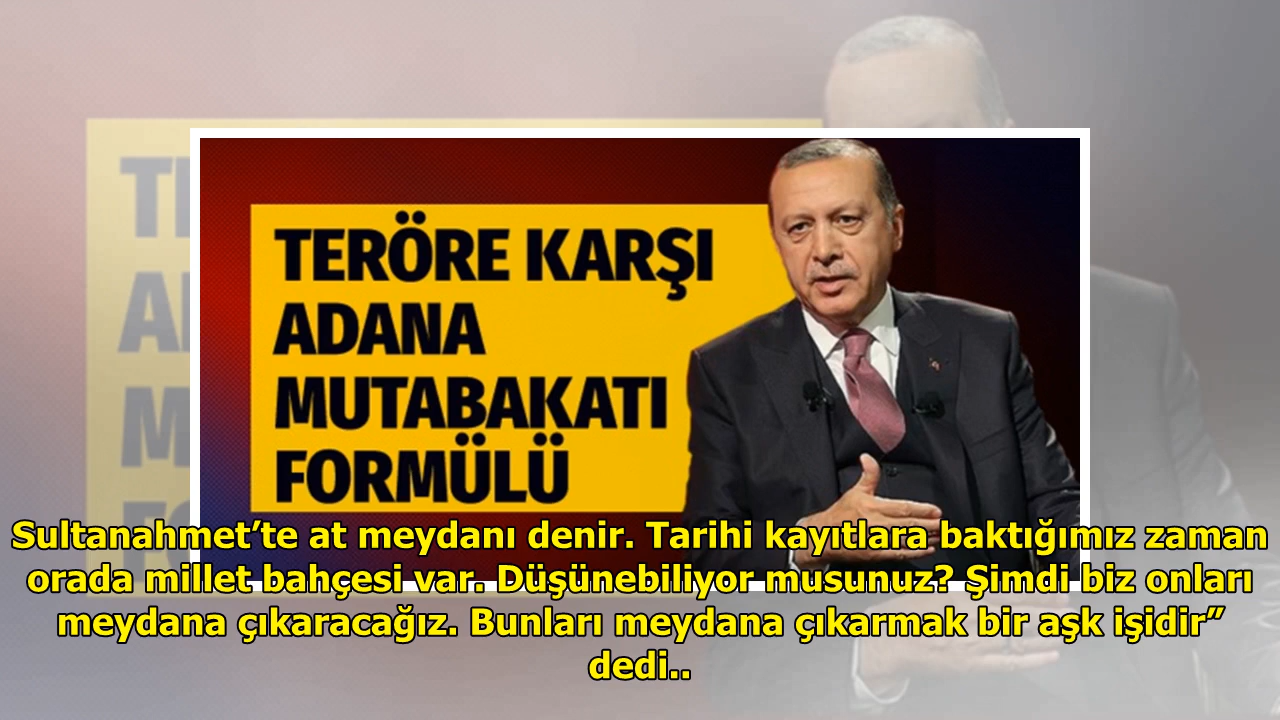 TERÖRE KARŞI
ADANA
MUTABAKATI
FORMÜLÜ
Sultanahmet’te at meydanı denir. Tarihi kayıtlara baktığımız zaman
orada millet bahçesi var. Düşünebiliyor musunuz? Şimdi biz onları
meydana çıkaracağız. Bunları meydana çıkarmak bir aşk işidir”
dedi..